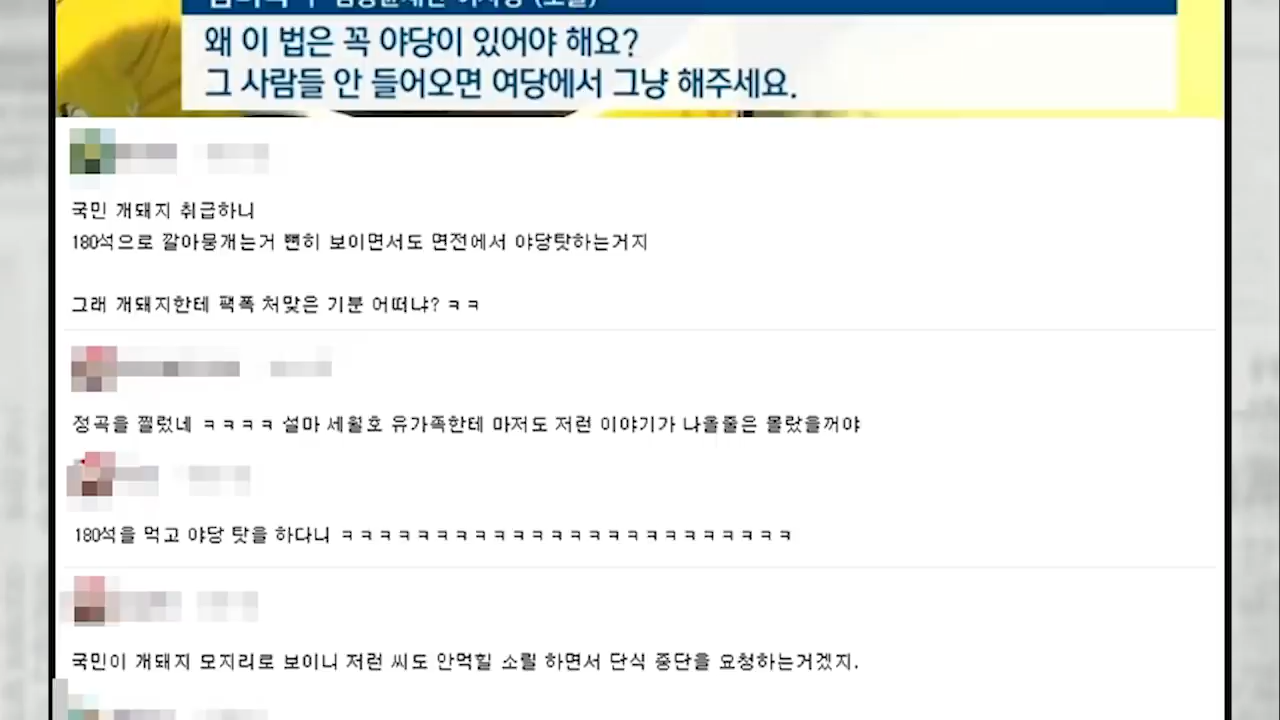 왜 이 법은 꼭 야당이 있어야 해요?
그 사람들 안 들어오면 여당에서 그냥 해주세요.
국민 개돼지 취급하니
180석으로 깔아뭉개는거 뻔히 보이면서도 면전에서 야당탓하는거지
그래 개돼지한테 팩폭 처맞은 기분 어떠냐? ㅋㅋ
정곡을 찔렀네 ㅋㅋㅋㅋ 설마 세월호 유가족한테 마저도 저런 이야기가 나올줄은 몰랐을꺼야
180석을 먹고 야당 탓을 하다니 ㅋㅋㅋㅋㅋㅋㅋㅋㅋㅋㅋㅋㅋㅋㅋㅋㅋㅋㅋㅋㅋㅋㅋㅋ
국민이 개돼지 모지리로 보이니 저런 씨도 안먹힐 소릴 하면서 단식 중단을 요청하는거겠지.